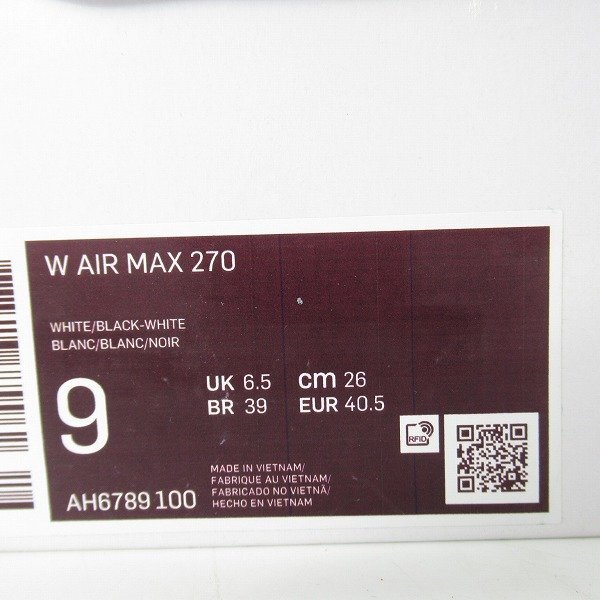 W AIR MAX 270
WHITE/BLACK-WHITE
BLANC/BLANC/NOIR
9
UK 6.5 cm 26
BR 39 EUR 40.5
RFID
MADE IN VIETNAM/
FABRIQUE AU VIETNAM/
FABRICADO NO VIETNÃ/
HECHO EN VIETNAM
AH6789 100